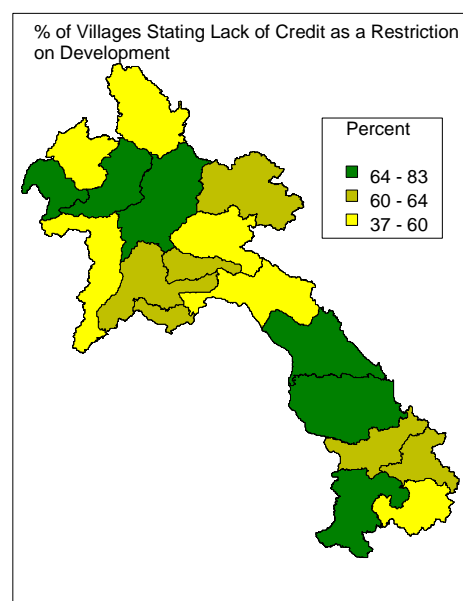 % of Villages Stating Lack of Credit as a Restriction
on Development
Percent
64 - 83
60 - 64
37 - 60